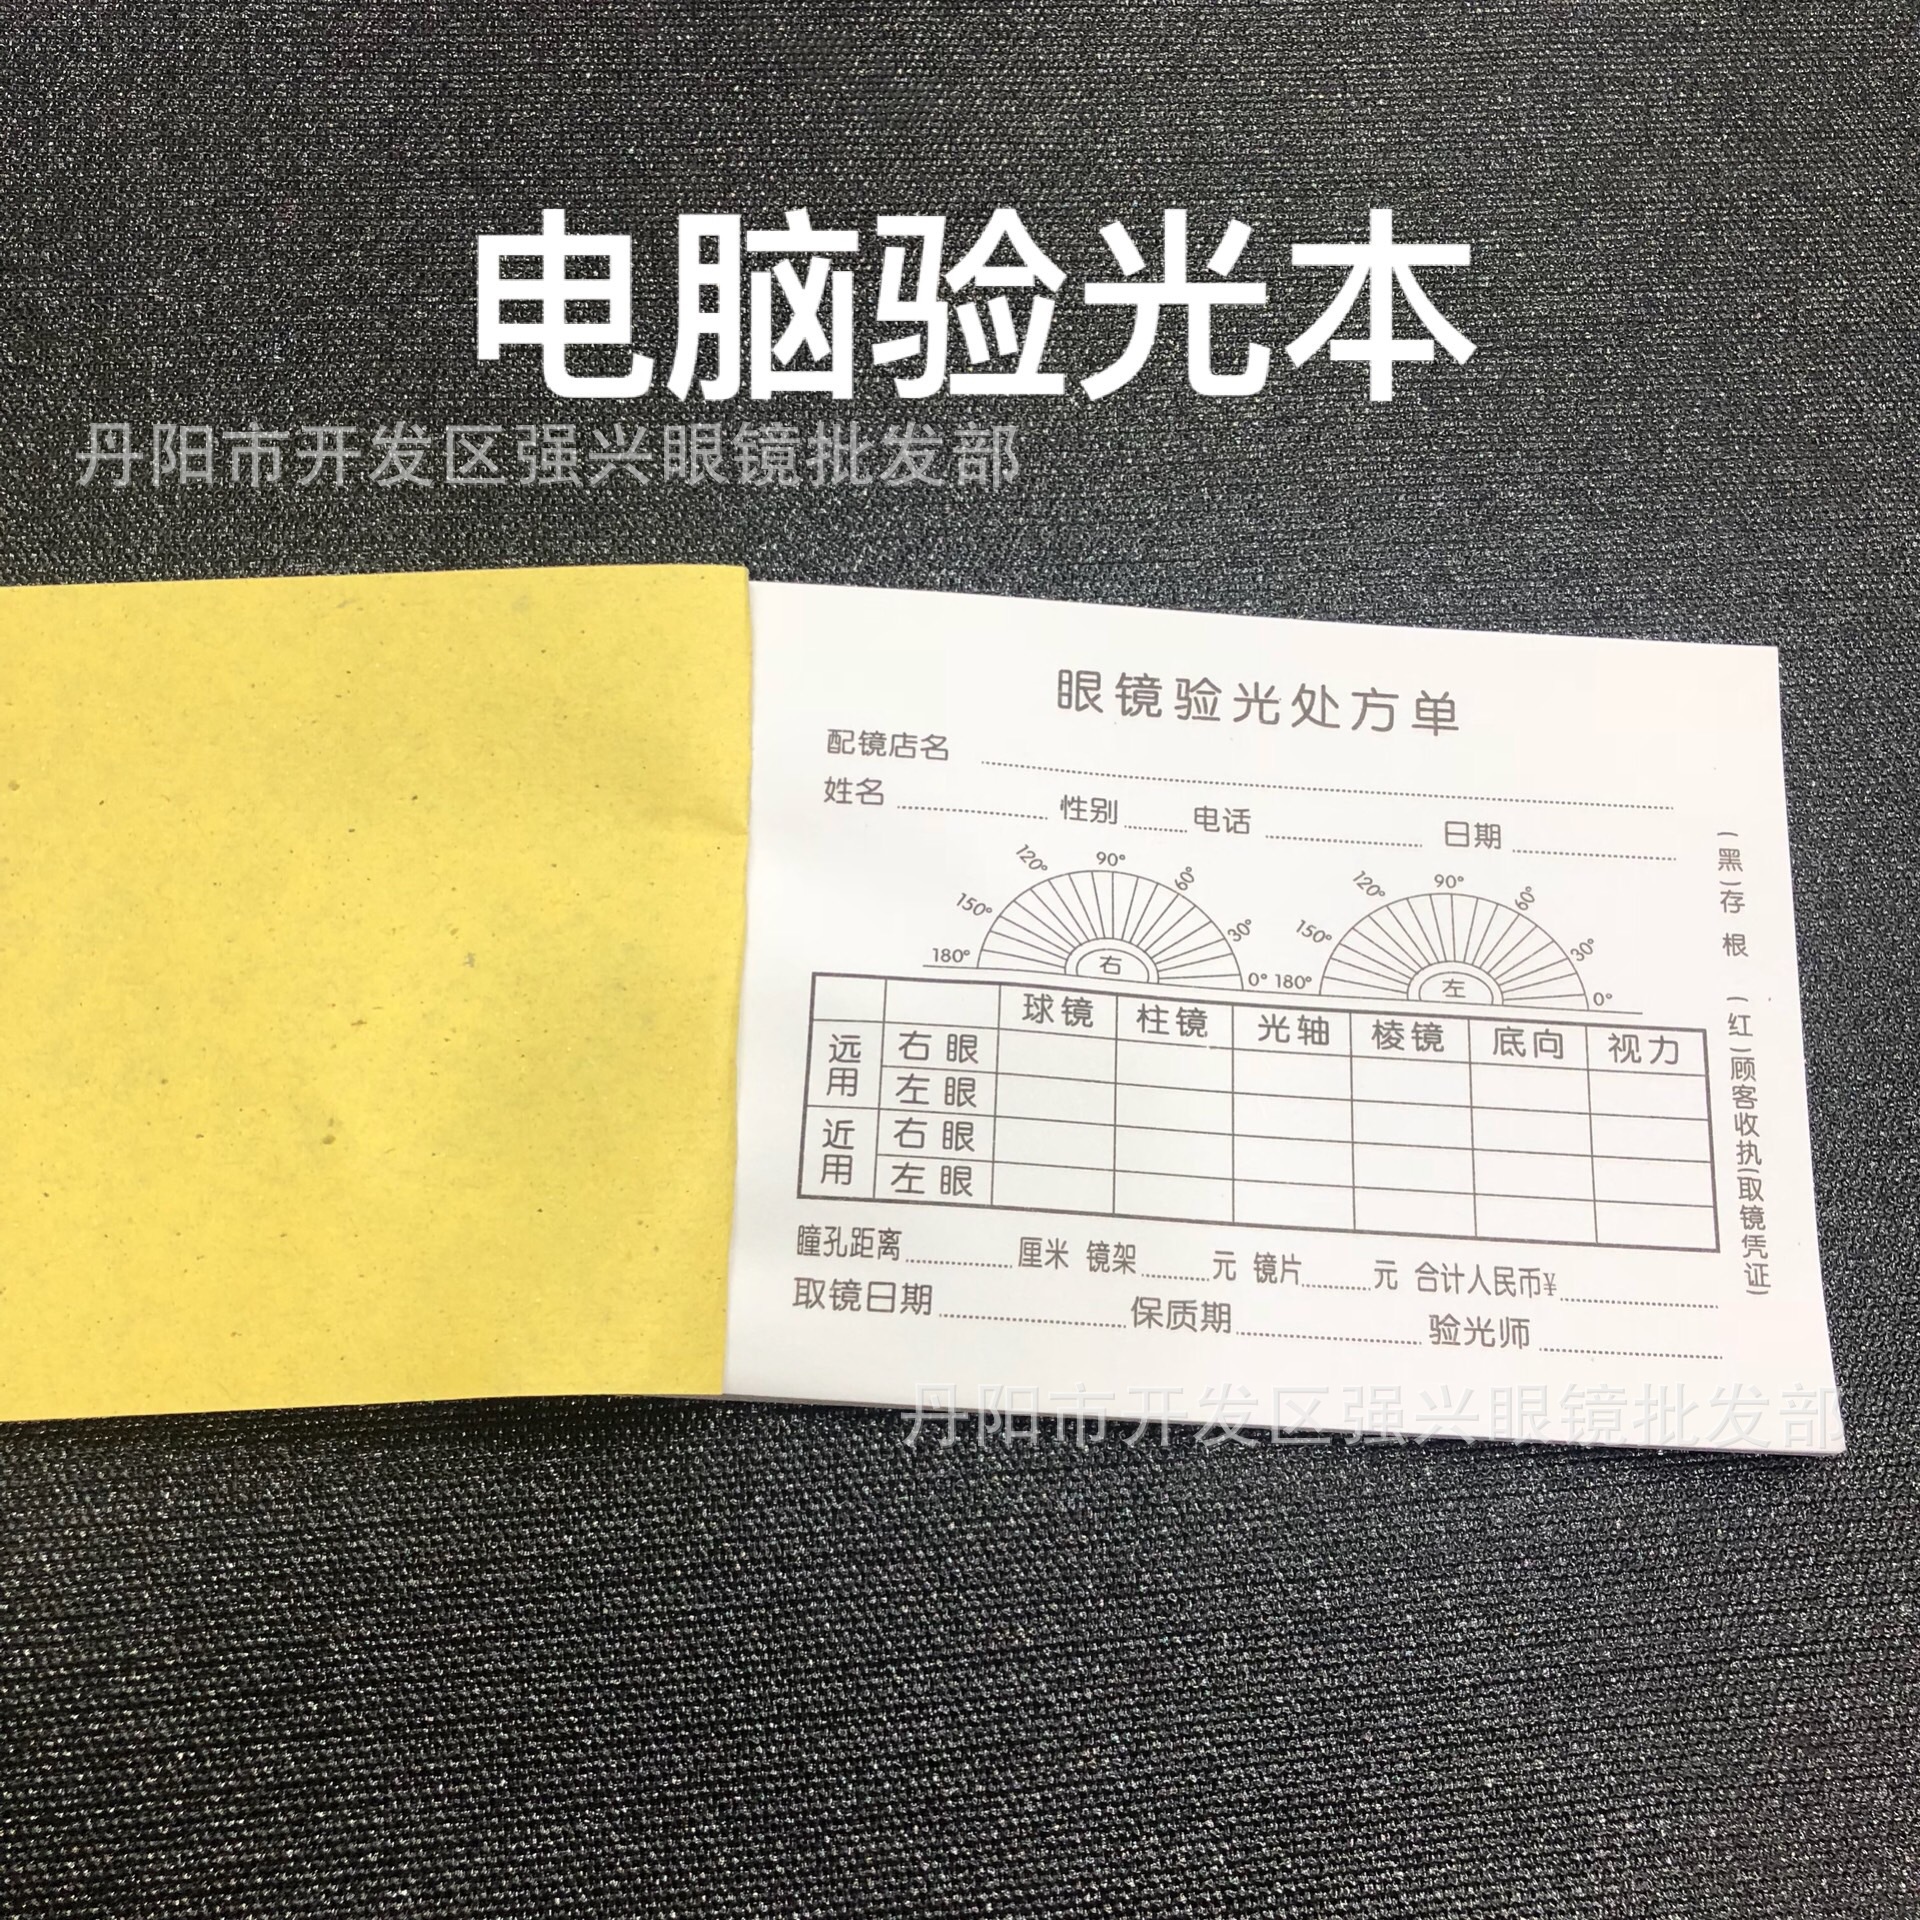 电脑验光本
丹阳市开发区强兴眼镜批发部
眼镜验光处方单
配镜店名
姓名 性别 电话 日期
180° 150° 120° 90° 60° 30° 0°
右
180° 150° 120° 90° 60° 30° 0°
左
球镜 柱镜 光轴 棱镜 底向 视力
远用 右眼
左眼
近用 右眼
左眼
瞳孔距离 厘米 镜架 元 镜片 元 合计人民币¥
取镜日期 保质期 验光师
(黑)存根 (红)顾客收执(取镜凭证)
丹阳市开发区强兴眼镜批发部